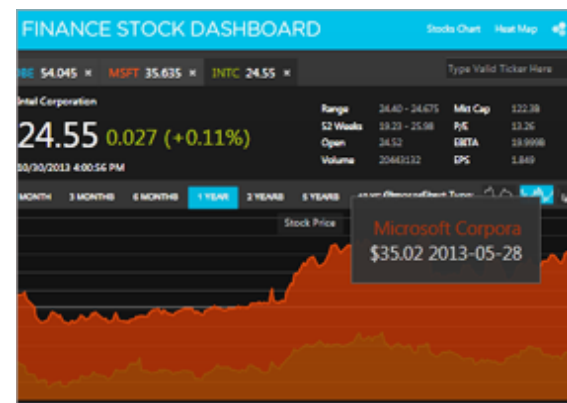 FINANCE STOCK DASHBOARD
Stocks Chart Heat Map
54.045 × MSFT 35.635 × INTC 24.55 ×
Type Valid Ticker Here
Intel Corporation
24.55 0.027 (+0.11%)
10/30/2013 4:00:56 PM
Range 24.40 - 24.675 Mkt Cap 122.3B
52 Weeks 19.23 - 25.98 P/E 13.26
Open 24.52 EBITA 19.999B
Volume 20443132 EPS 1.849
MONTH 3 MONTHS 6 MONTHS 1 YEAR 2 YEARS 5 YEARS
Stock Price
Microsoft Corpora
$35.02 2013-05-28